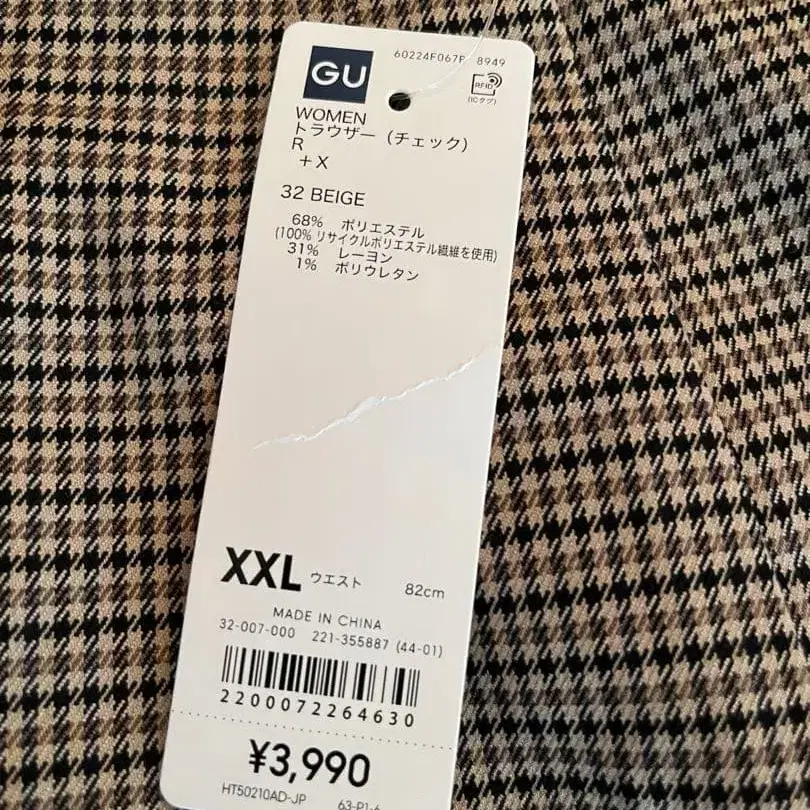 GU
60224F067F 8949
RFID
(ICタグ)
WOMEN
トラウザー（チェック）
R
+X
32 BEIGE
68% ポリエステル
(100% リサイクルポリエステル繊維を使用)
31% レーヨン
1% ポリウレタン
XXL ウエスト 82cm
MADE IN CHINA
32-007-000 221-355887 (44-01)
2200072264630
¥3,990
HT50210AD-JP 63-P1-6